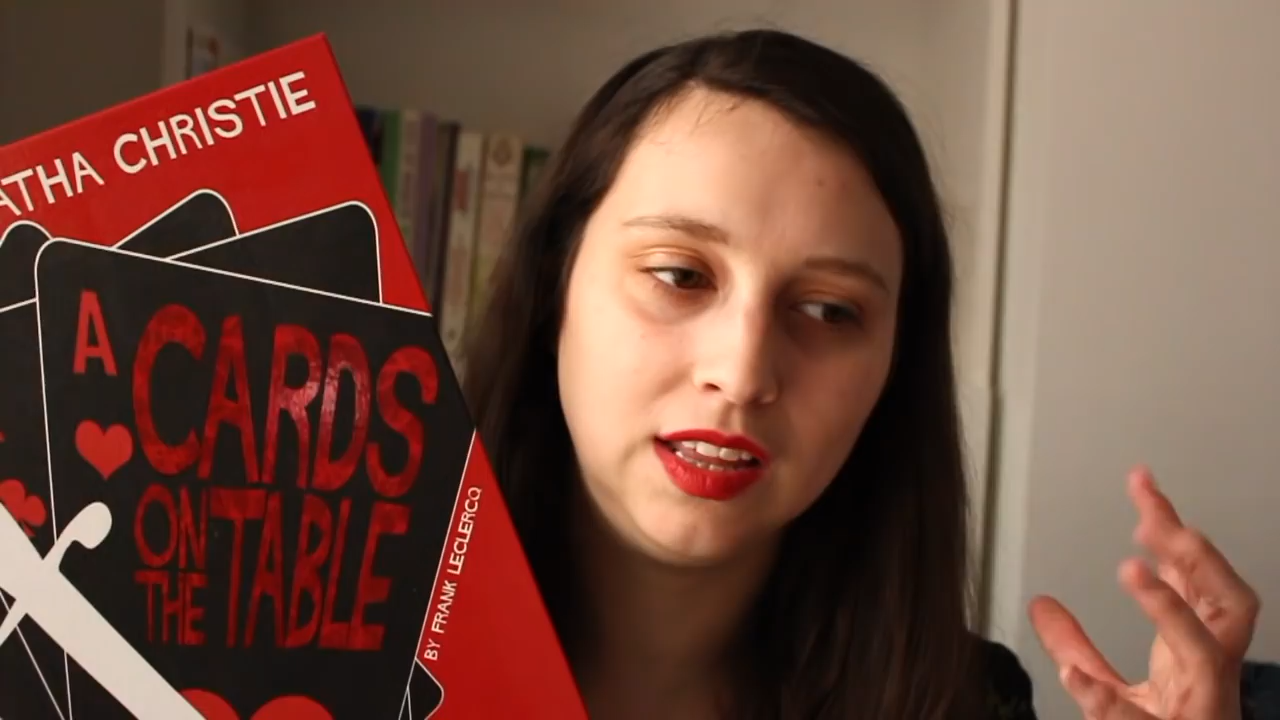 ATHA CHRISTIE
A
CARDS
ON
THE
TABLE
BY FRANK LECLERCQ